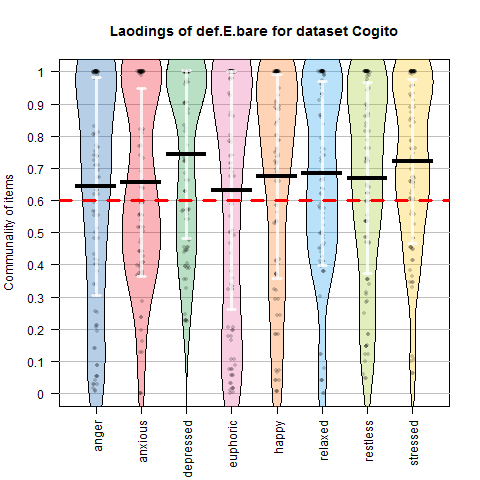 Laodings of def.E.bare for dataset Cogito
Communality of items
1
0.9
0.8
0.7
0.6
0.5
0.4
0.3
0.2
0.1
0
anger
anxious
depressed
euphoric
happy
relaxed
restless
stressed